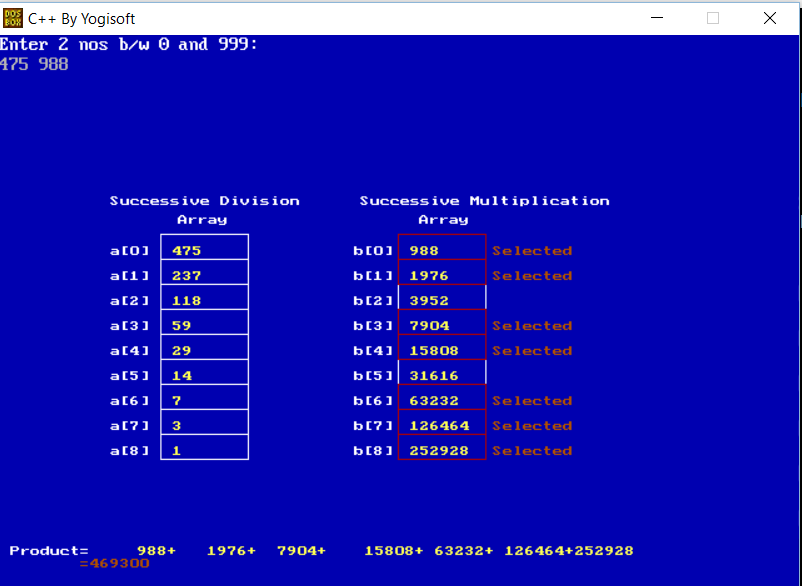 DOS BOX C++ By Yogisoft
Enter 2 nos b/w 0 and 999:
475 988
Successive Division Successive Multiplication
Array Array
a[0] 475 b[0] 988 Selected
a[1] 237 b[1] 1976 Selected
a[2] 118 b[2] 3952
a[3] 59 b[3] 7904 Selected
a[4] 29 b[4] 15808 Selected
a[5] 14 b[5] 31616
a[6] 7 b[6] 63232 Selected
a[7] 3 b[7] 126464 Selected
a[8] 1 b[8] 252928 Selected
Product= 988+ 1976+ 7904+ 15808+ 63232+ 126464+252928
=469300